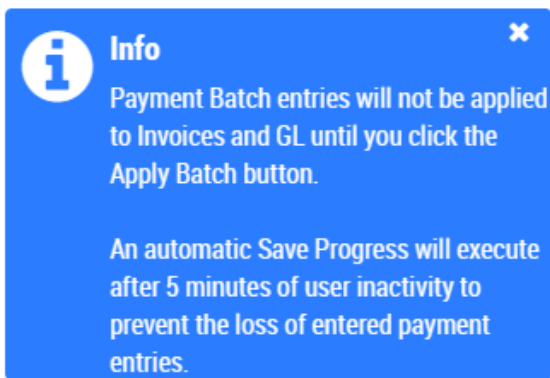 Info
Payment Batch entries will not be applied
to Invoices and GL until you click the
Apply Batch button.
An automatic Save Progress will execute
after 5 minutes of user inactivity to
prevent the loss of entered payment
entries.